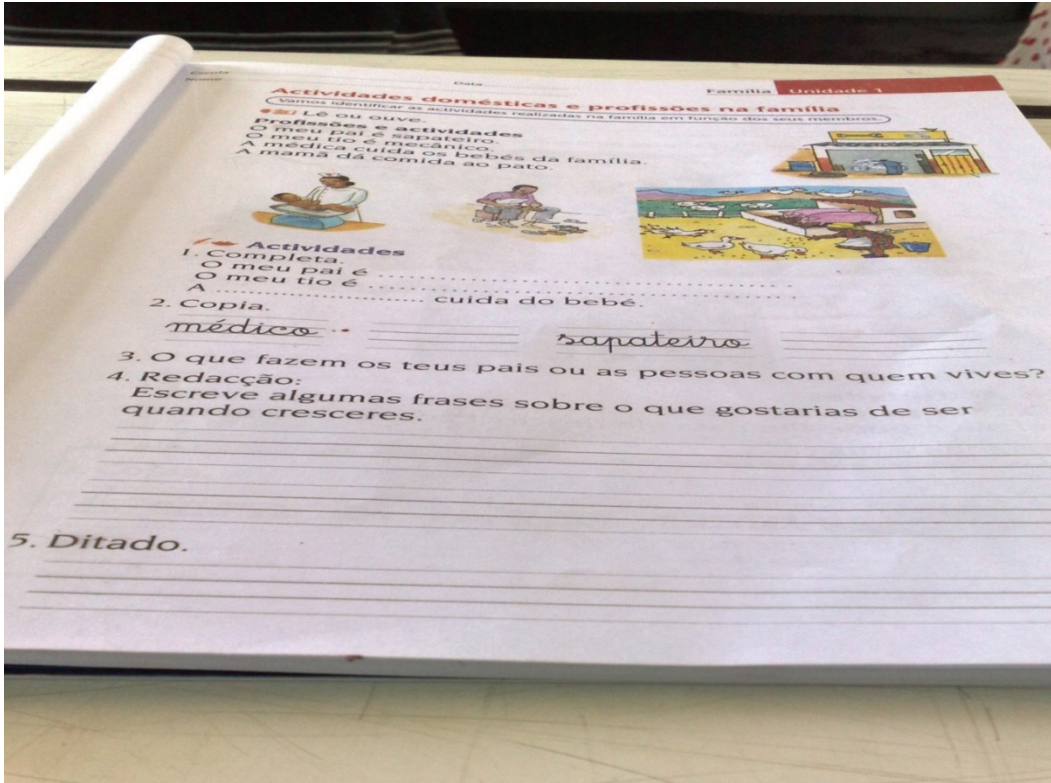 Escola
Nome
Data
Família Unidade 1
Actividades domésticas e profissões na família
Vamos identificar as actividades realizadas na família em função dos seus membros.
Lê ou ouve.
Profissões e actividades
O meu pai é sapateiro.
O meu tio é mecânico.
A médica cuida os bebés da família.
A mamã dá comida ao pato.
Actividades
1. Completa.
O meu pai é
O meu tio é
A cuida do bebé.
2. Copia.
médico sapateiro
3. O que fazem os teus pais ou as pessoas com quem vives?
4. Redacção:
Escreve algumas frases sobre o que gostarias de ser
quando cresceres.
5. Ditado.